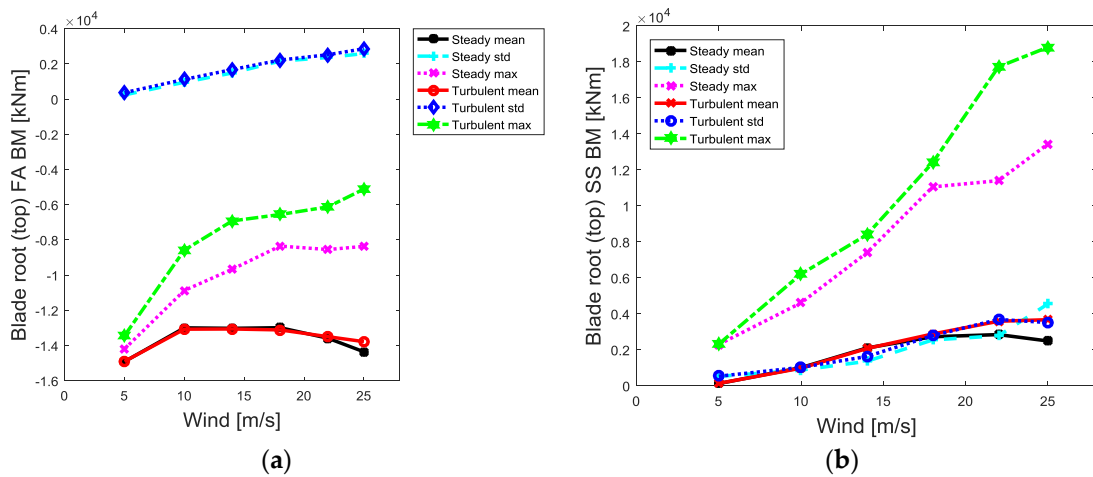 ×10⁴
0.4
0.2
0
-0.2
-0.4
-0.6
-0.8
-1
-1.2
-1.4
-1.6
0 5 10 15 20 25
Blade root (top) FA BM [kNm]
Wind [m/s]
Steady mean
Steady std
Steady max
Turbulent mean
Turbulent std
Turbulent max
(a)
×10⁴
2
1.8
1.6
1.4
1.2
1
0.8
0.6
0.4
0.2
0
0 5 10 15 20 25
Blade root (top) SS BM [kNm]
Wind [m/s]
Steady mean
Steady std
Steady max
Turbulent mean
Turbulent std
Turbulent max
(b)